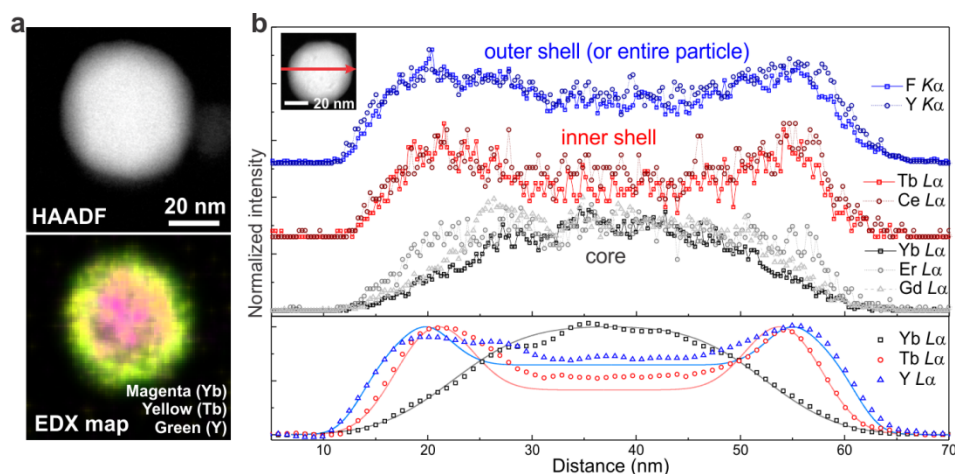 a
HAADF
20 nm
Magenta (Yb)
Yellow (Tb)
Green (Y)
EDX map
b
20 nm
outer shell (or entire particle)
F Kα
Y Kα
inner shell
Tb Lα
Ce Lα
core
Yb Lα
Er Lα
Gd Lα
Normalized intensity
Yb Lα
Tb Lα
Y Lα
10 20 30 40 50 60 70
Distance (nm)